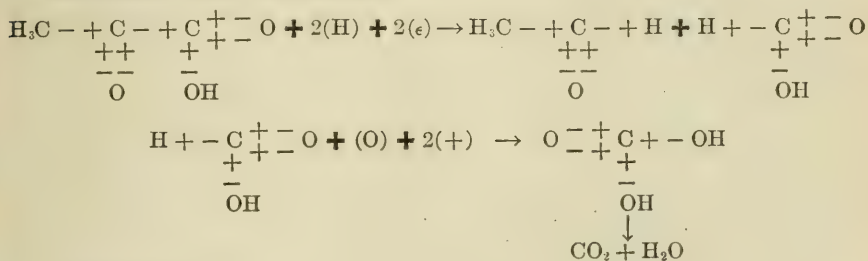 H₃C − + C − + C + − O + 2(H) + 2(ϵ) → H₃C − + C − + H + H + − C + − O
+ + + + − + + + −
− − − − − −
O OH O OH
H + − C + − O + (O) + 2(+) → O − + C + − OH
+ + − − +
− −
OH OH
↓
CO₂ + H₂O